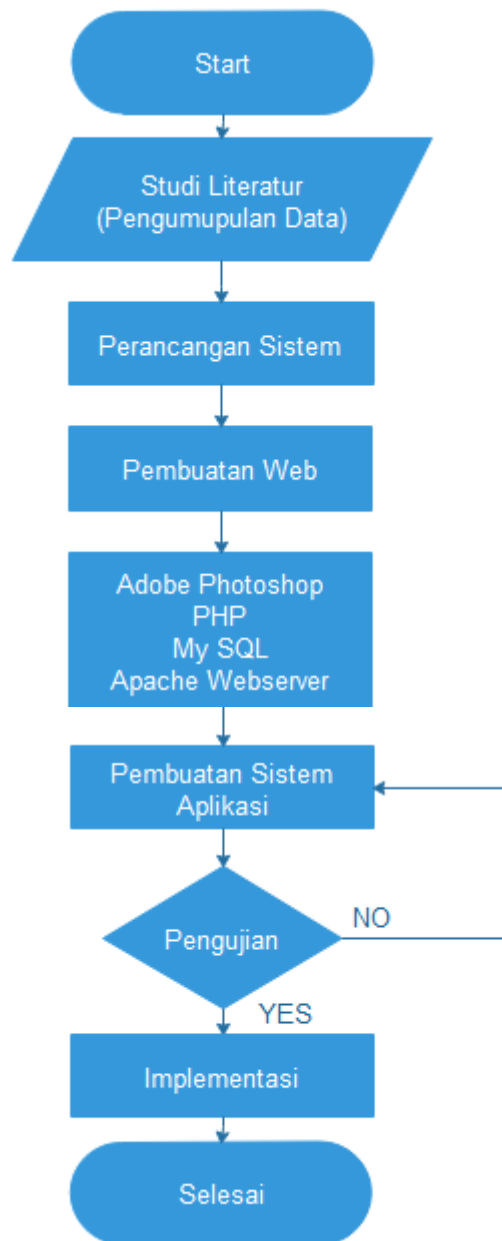 Start
Studi Literatur
(Pengumupulan Data)
Perancangan Sistem
Pembuatan Web
Adobe Photoshop
PHP
My SQL
Apache Webserver
Pembuatan Sistem
Aplikasi
Pengujian
NO
YES
Implementasi
Selesai